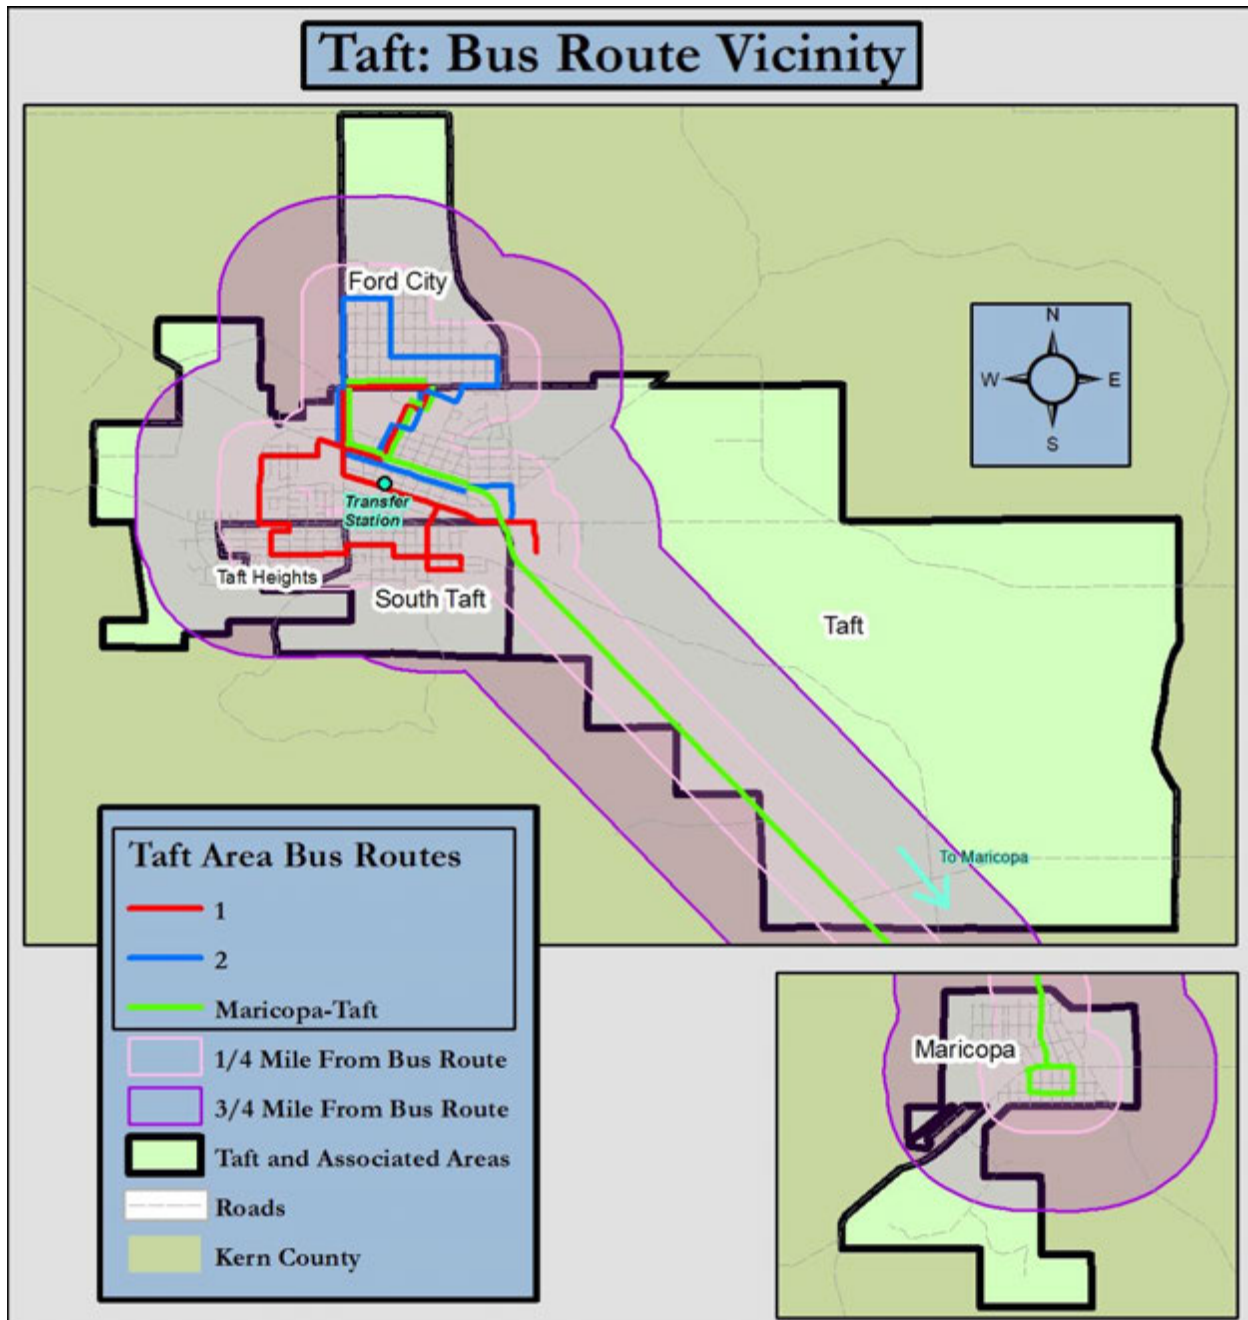 Taft: Bus Route Vicinity
Ford City
N
W
E
S
Transfer
Station
Taft Heights
South Taft
Taft
To Maricopa
Taft Area Bus Routes
1
2
Maricopa-Taft
1/4 Mile From Bus Route
3/4 Mile From Bus Route
Taft and Associated Areas
Roads
Kern County
Maricopa